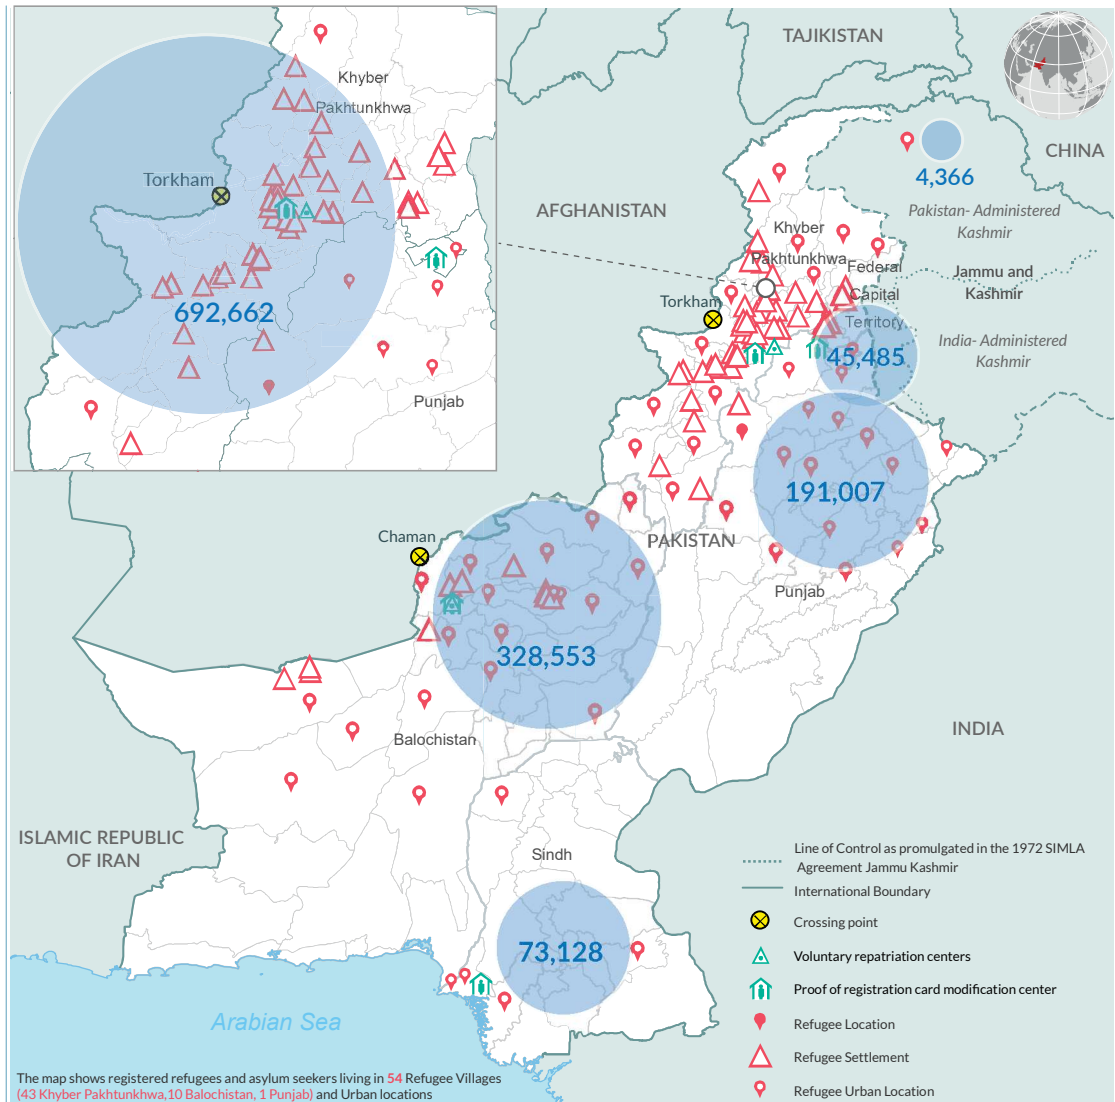 Khyber
Pakhtunkhwa
Torkham
692,662
Punjab
TAJIKISTAN
CHINA
4,366
AFGHANISTAN
Pakistan- Administered
Kashmir
Khyber
Pakhtunkhwa
Federal
Capital
Territory
Jammu and
Kashmir
Torkham
India- Administered
Kashmir
45,485
191,007
Chaman
PAKISTAN
Punjab
328,553
Balochistan
INDIA
ISLAMIC REPUBLIC
OF IRAN
Sindh
73,128
Arabian Sea
Line of Control as promulgated in the 1972 SIMLA
Agreement Jammu Kashmir
International Boundary
Crossing point
Voluntary repatriation centers
Proof of registration card modification center
Refugee Location
Refugee Settlement
Refugee Urban Location
The map shows registered refugees and asylum seekers living in 54 Refugee Villages
(43 Khyber Pakhtunkhwa,10 Balochistan, 1 Punjab) and Urban locations